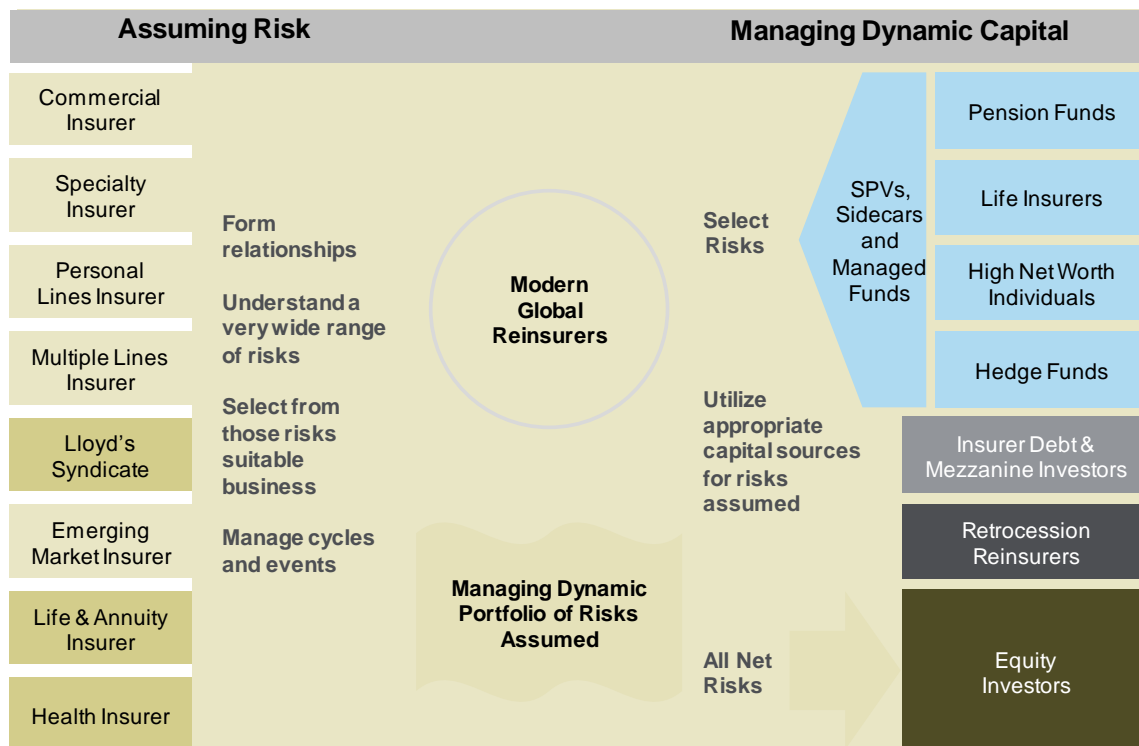 Assuming Risk
Managing Dynamic Capital
Commercial
Insurer
Specialty
Insurer
Personal
Lines Insurer
Multiple Lines
Insurer
Lloyd’s
Syndicate
Emerging
Market Insurer
Life & Annuity
Insurer
Health Insurer
Form
relationships
Understand a
very wide range
of risks
Select from
those risks
suitable
business
Manage cycles
and events
Modern
Global
Reinsurers
Managing Dynamic
Portfolio of Risks
Assumed
Select
Risks
Utilize
appropriate
capital sources
for risks
assumed
All Net
Risks
SPVs,
Sidecars
and
Managed
Funds
Pension Funds
Life Insurers
High Net Worth
Individuals
Hedge Funds
Insurer Debt &
Mezzanine Investors
Retrocession
Reinsurers
Equity
Investors